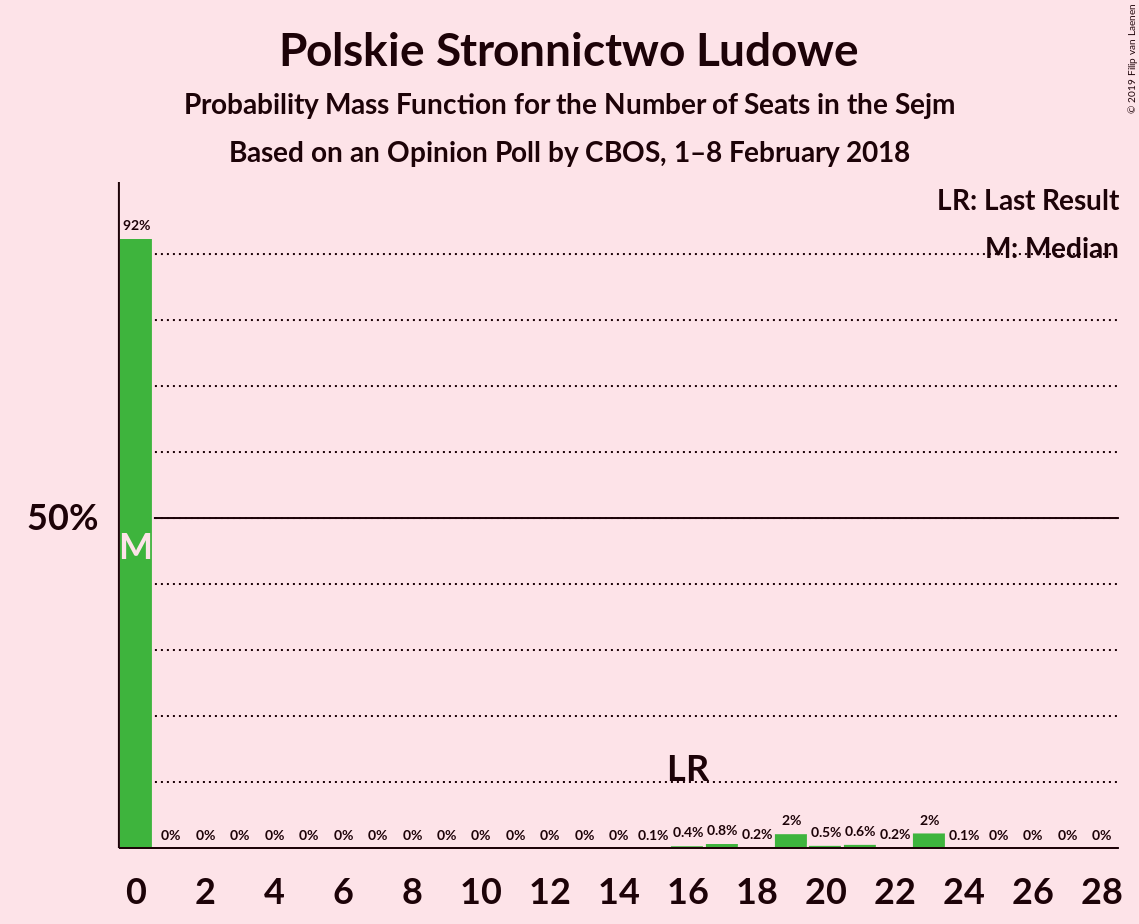 Polskie Stronnictwo Ludowe
Probability Mass Function for the Number of Seats in the Sejm
Based on an Opinion Poll by CBOS, 1–8 February 2018
© 2019 Filip van Laenen
LR: Last Result
M: Median
92%
50%
M
LR
0% 0% 0% 0% 0% 0% 0% 0% 0% 0% 0% 0% 0% 0% 0.1% 0.4% 0.8% 0.2% 2% 0.5% 0.6% 0.2% 2% 0.1% 0% 0% 0% 0%
0 2 4 6 8 10 12 14 16 18 20 22 24 26 28